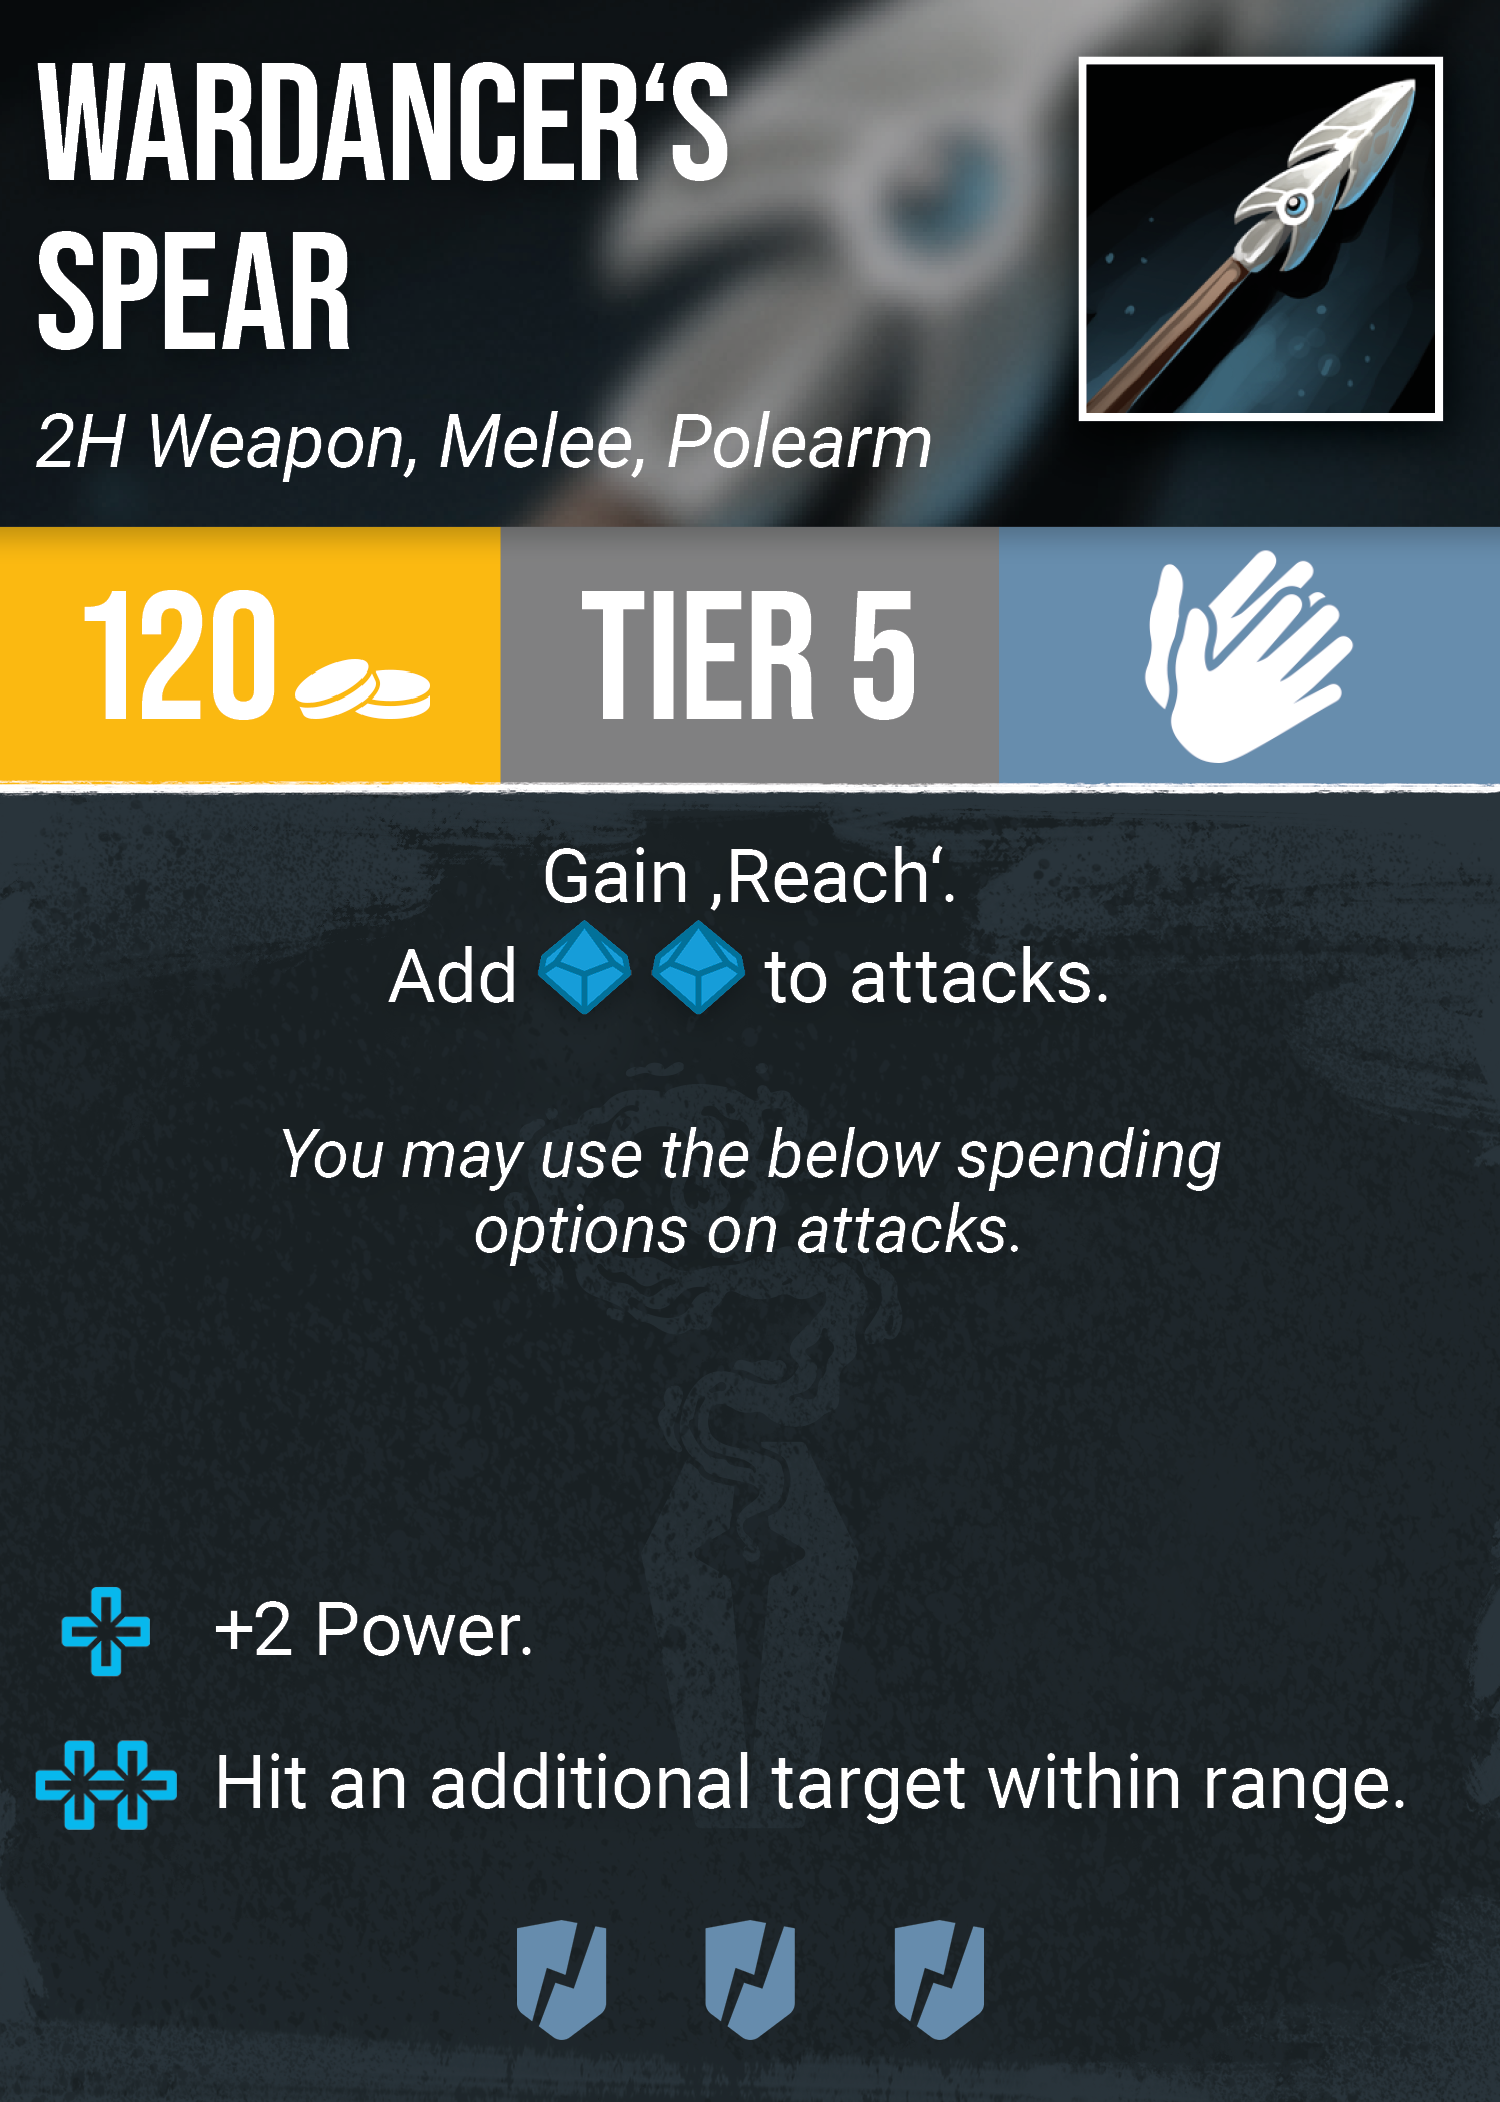 WARDANCER‘S
SPEAR
2H Weapon, Melee, Polearm
120
TIER 5
Gain ‚Reach‘.
Add to attacks.
You may use the below spending
options on attacks.
+2 Power.
Hit an additional target within range.